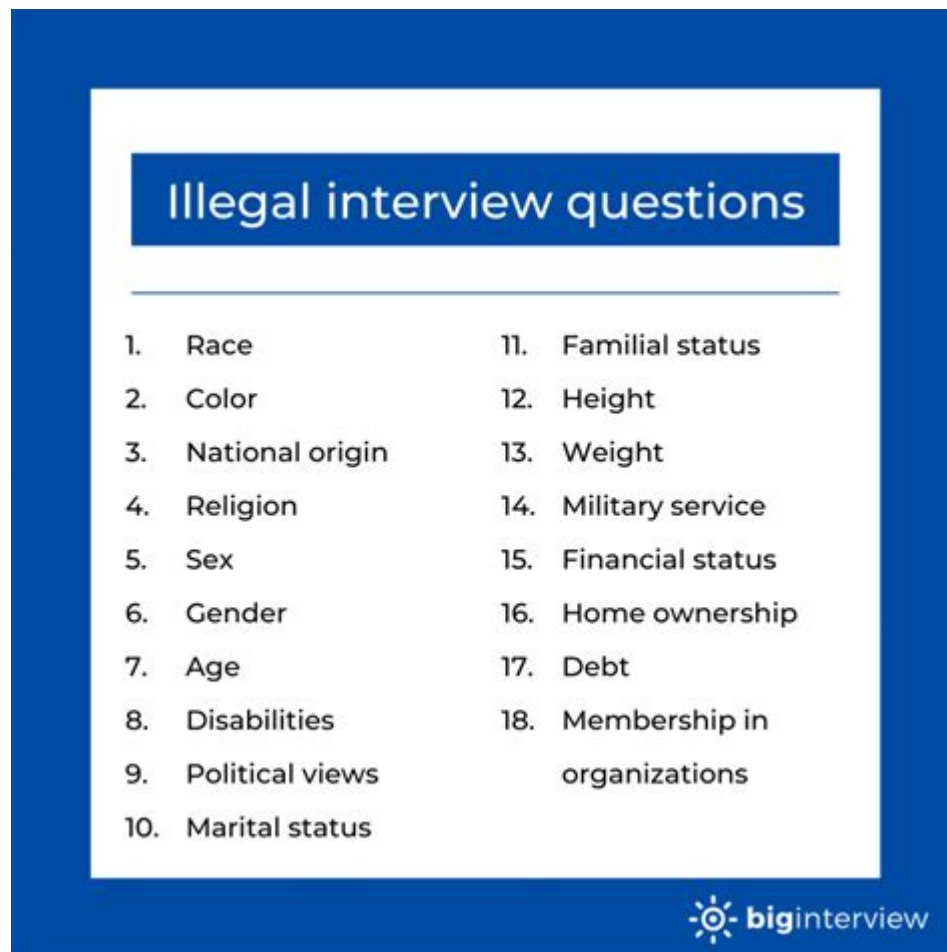 Illegal interview questions
1. Race
2. Color
3. National origin
4. Religion
5. Sex
6. Gender
7. Age
8. Disabilities
9. Political views
10. Marital status
11. Familial status
12. Height
13. Weight
14. Military service
15. Financial status
16. Home ownership
17. Debt
18. Membership in
organizations
biginterview